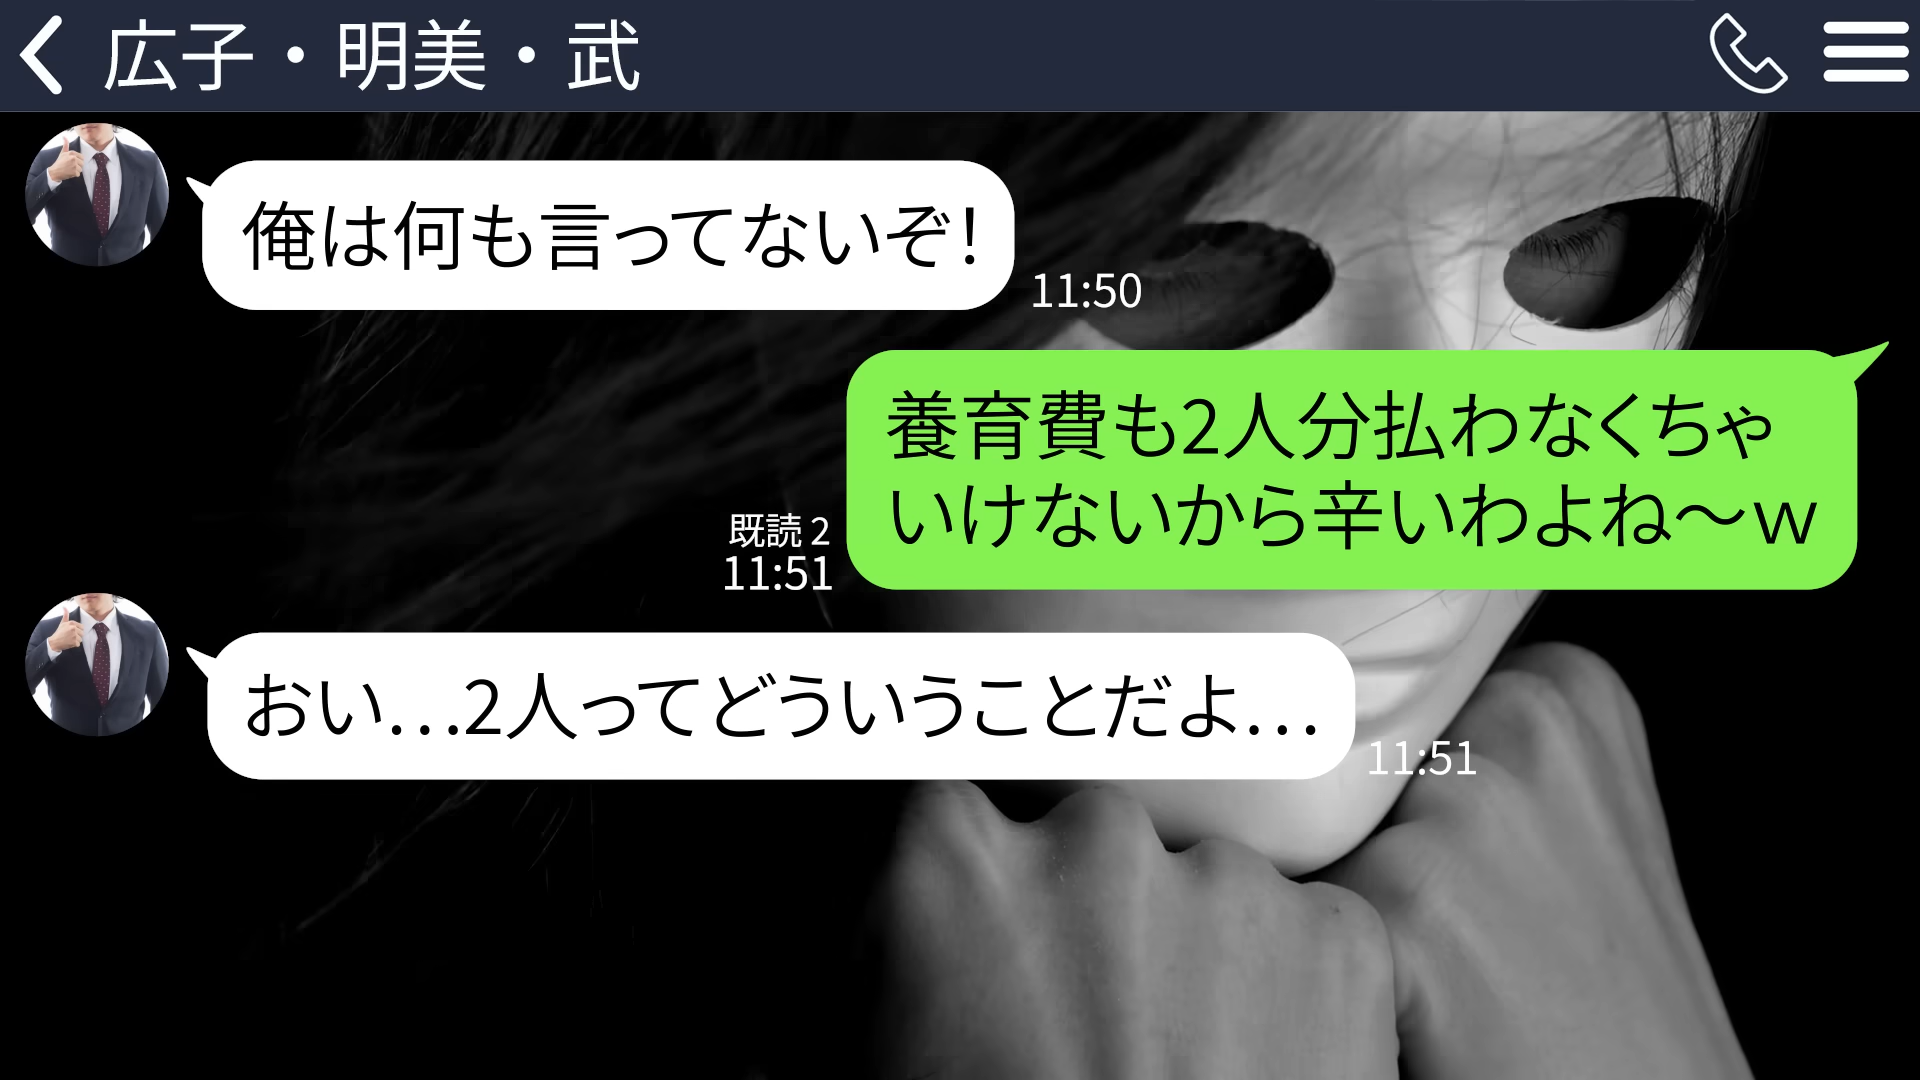 広子・明美・武
俺は何も言ってないぞ！
11:50
養育費も2人分払わなくちゃ
いけないから辛いわよね～w
既読 2
11:51
おい…2人ってどういうことだよ…
11:51